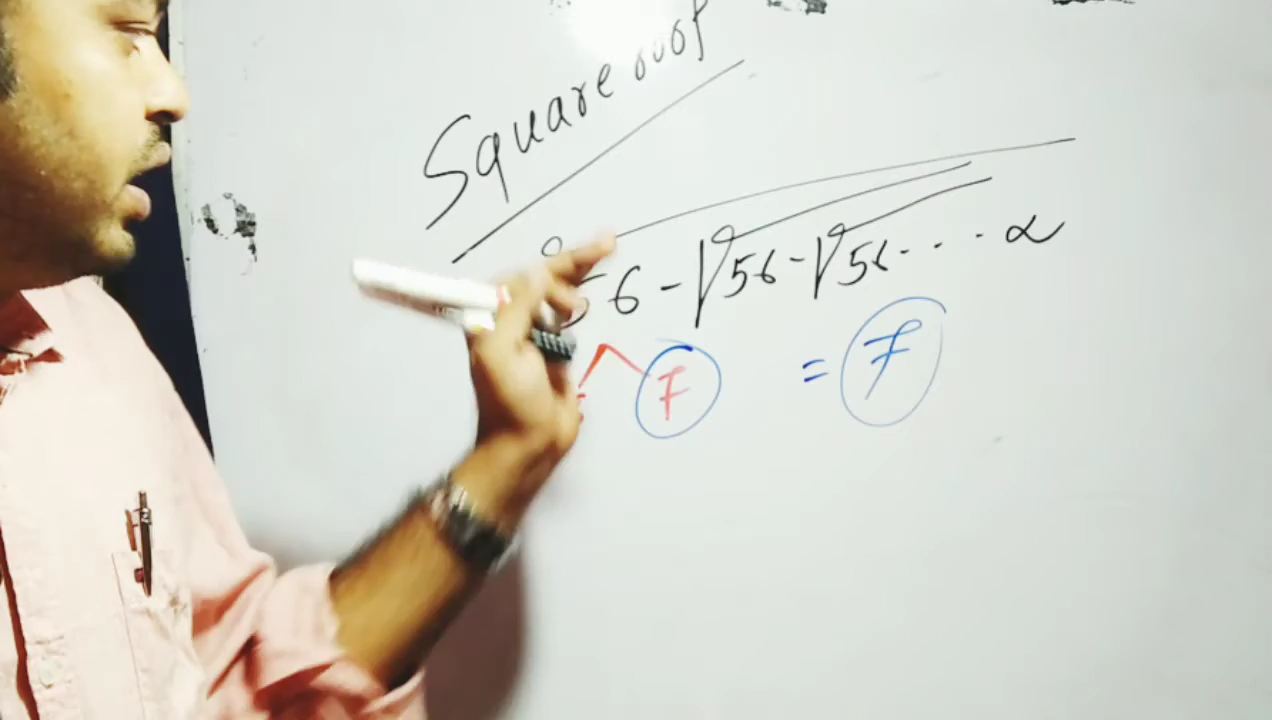 Square root
56-√56-√56....α
7 = 7